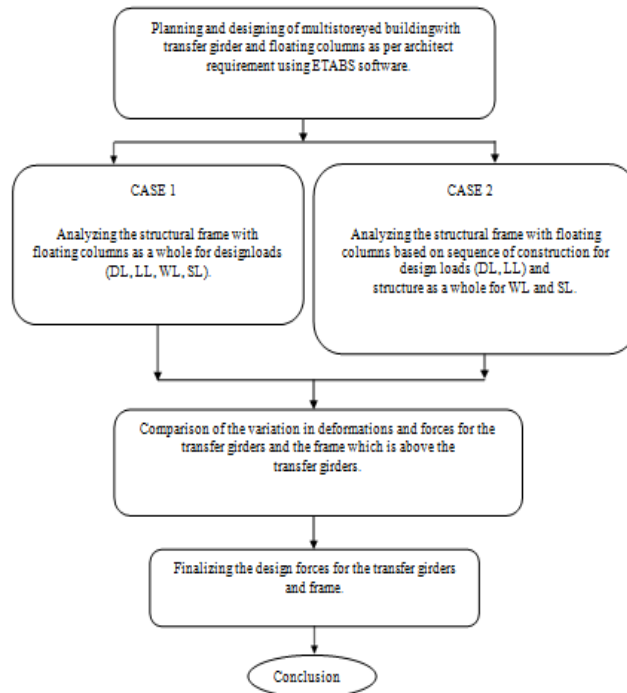 Planning and designing of multistoreyed buildingwith
transfer girder and floating columns as per architect
requirement using ETABS software.
CASE 1
Analyzing the structural frame with
floating columns as a whole for designloads
(DL, LL, WL, SL).
CASE 2
Analyzing the structural frame with floating
columns based on sequence of construction for
design loads (DL, LL) and
structure as a whole for WL and SL.
Comparison of the variation in deformations and forces for the
transfer girders and the frame which is above the
transfer girders.
Finalizing the design forces for the transfer girders
and frame.
Conclusion